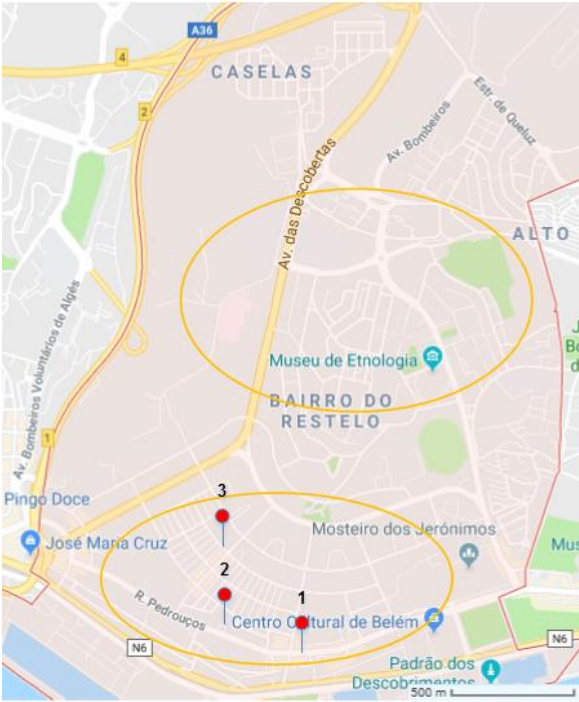 A36
4
CASELAS
2
Estr. de Queluz
Av. Bombeiros
Av. das Descobertas
ALTO
Av. Bombeiros Voluntários de Algés
J
Bo
d
Museu de Etnologia
BAIRRO DO
RESTELO
1
Pingo Doce
3
Mosteiro dos Jerónimos
José Maria Cruz
Mus
2
1
R. Pedrouços
Centro Cultural de Belém
N6
N6
Padrão dos
Descobrimentos
500 m